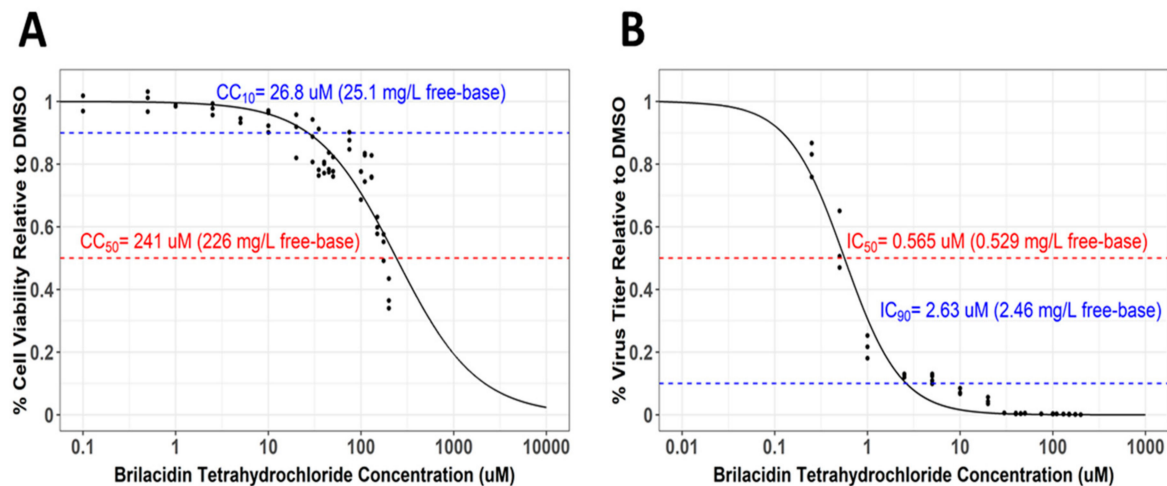 A
B
% Cell Viability Relative to DMSO
1
0.8
0.6
0.4
0.2
0
CC10= 26.8 uM (25.1 mg/L free-base)
CC50= 241 uM (226 mg/L free-base)
0.1 1 10 100 1000 10000
Brilacidin Tetrahydrochloride Concentration (uM)
% Virus Titer Relative to DMSO
1
0.8
0.6
0.4
0.2
0
IC50= 0.565 uM (0.529 mg/L free-base)
IC90= 2.63 uM (2.46 mg/L free-base)
0.01 0.1 1 10 100 1000
Brilacidin Tetrahydrochloride Concentration (uM)